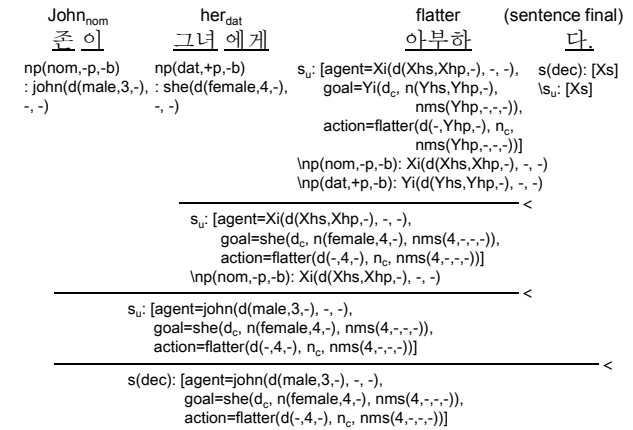 John_nom her_dat flatter (sentence final)
존 이 그녀 에게 아부하 다.
np(nom,-p,-b) np(dat,+p,-b) s_u: [agent=Xi(d(Xhs,Xhp,-), -, -), s(dec): [Xs]
: john(d(male,3,-), : she(d(female,4,-), goal=Yi(d_c, n(Yhs,Yhp,-), \s_u: [Xs]
-, -) -, -) nms(Yhp,-,-,-)),
action=flatter(d(-,Yhp,-), n_c,
nms(Yhp,-,-,-))]
\np(nom,-p,-b): Xi(d(Xhs,Xhp,-), -, -)
\np(dat,+p,-b): Yi(d(Yhs,Yhp,-), -, -)
<
s_u: [agent=Xi(d(Xhs,Xhp,-), -, -),
goal=she(d_c, n(female,4,-), nms(4,-,-,-)),
action=flatter(d(-,4,-), n_c, nms(4,-,-,-))]
\np(nom,-p,-b): Xi(d(Xhs,Xhp,-), -, -)
<
s_u: [agent=john(d(male,3,-), -, -),
goal=she(d_c, n(female,4,-), nms(4,-,-,-)),
action=flatter(d(-,4,-), n_c, nms(4,-,-,-))]
<
s(dec): [agent=john(d(male,3,-), -, -),
goal=she(d_c, n(female,4,-), nms(4,-,-,-)),
action=flatter(d(-,4,-), n_c, nms(4,-,-,-))]